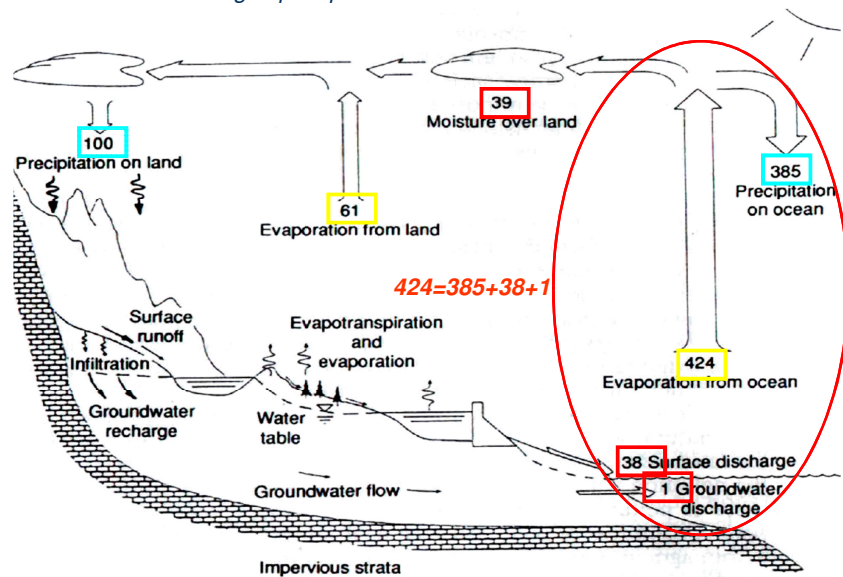 39
Moisture over land
100
Precipitation on land
385
Precipitation
on ocean
61
Evaporation from land
424=385+38+1
Surface
runoff
Evapotranspiration
and
evaporation
424
Evaporation from ocean
Infiltration
Groundwater
recharge
Water
table
38 Surface discharge
1 Groundwater
discharge
Groundwater flow
Impervious strata